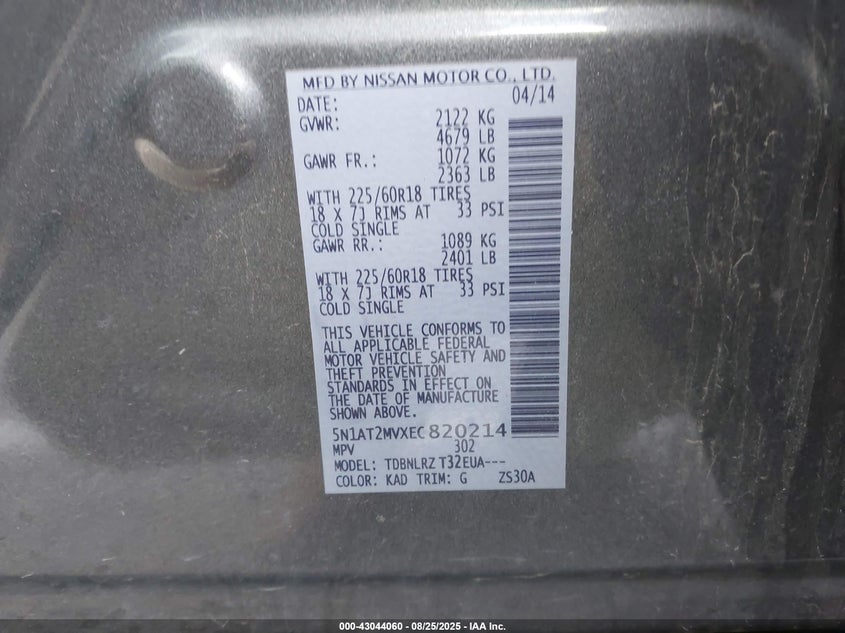 MFD BY NISSAN MOTOR CO., LTD.
DATE: 04/14
GVWR: 2122 KG
4679 LB
GAWR FR.: 1072 KG
2363 LB
WITH 225/60R18 TIRES
18 X 7J RIMS AT 33 PSI
COLD SINGLE
GAWR RR.: 1089 KG
2401 LB
WITH 225/60R18 TIRES
18 X 7J RIMS AT 33 PSI
COLD SINGLE
THIS VEHICLE CONFORMS TO
ALL APPLICABLE FEDERAL
MOTOR VEHICLE SAFETY AND
THEFT PREVENTION
STANDARDS IN EFFECT ON
THE DATE OF MANUFACTURE
SHOWN ABOVE.
5N1AT2MVXEC820214
MPV 302
MODEL: TDBNLRZ T32EUA---
COLOR: KAD TRIM: G ZS30A
000-43044060 - 08/25/2025 - IAA Inc.